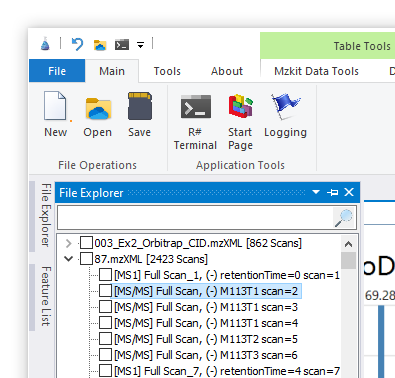 Table Tools
File
Main
Tools
About
Mzkit Data Tools
New
Open
Save
R#
Terminal
Start
Page
Logging
File Operations
Application Tools
File Explorer
Feature List
File Explorer
003_Ex2_Orbitrap_CID.mzXML [862 Scans]
87.mzXML [2423 Scans]
[MS1] Full Scan_1, (-) retentionTime=0 scan=1
[MS/MS] Full Scan, (-) M113T1 scan=2
[MS/MS] Full Scan, (-) M113T1 scan=3
[MS/MS] Full Scan, (-) M113T1 scan=4
[MS/MS] Full Scan, (-) M113T2 scan=5
[MS/MS] Full Scan, (-) M113T3 scan=6
[MS1] Full Scan_7, (-) retentionTime=4 scan=7
69.28